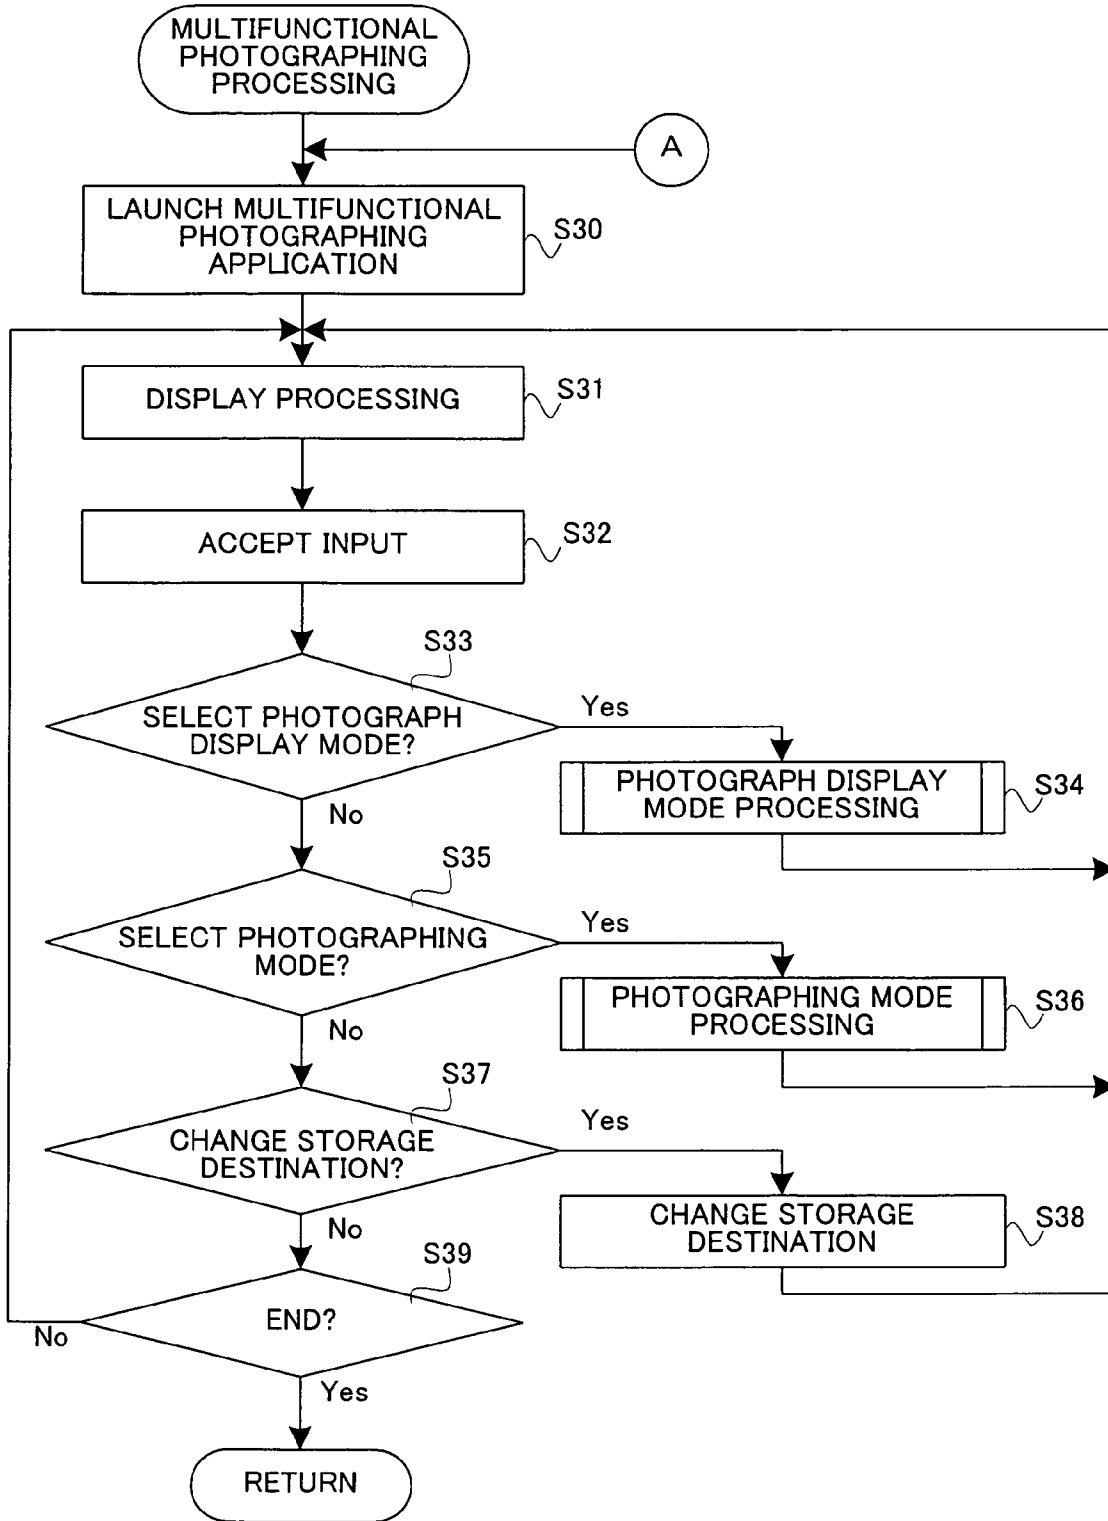 MULTIFUNCTIONAL
PHOTOGRAPHING
PROCESSING
A
LAUNCH MULTIFUNCTIONAL
PHOTOGRAPHING
APPLICATION
S30
DISPLAY PROCESSING
S31
ACCEPT INPUT
S32
S33
SELECT PHOTOGRAPH
DISPLAY MODE?
Yes
No
PHOTOGRAPH DISPLAY
MODE PROCESSING
S34
S35
SELECT PHOTOGRAPHING
MODE?
Yes
No
PHOTOGRAPHING MODE
PROCESSING
S36
S37
CHANGE STORAGE
DESTINATION?
Yes
No
CHANGE STORAGE
DESTINATION
S38
S39
END?
No
Yes
RETURN